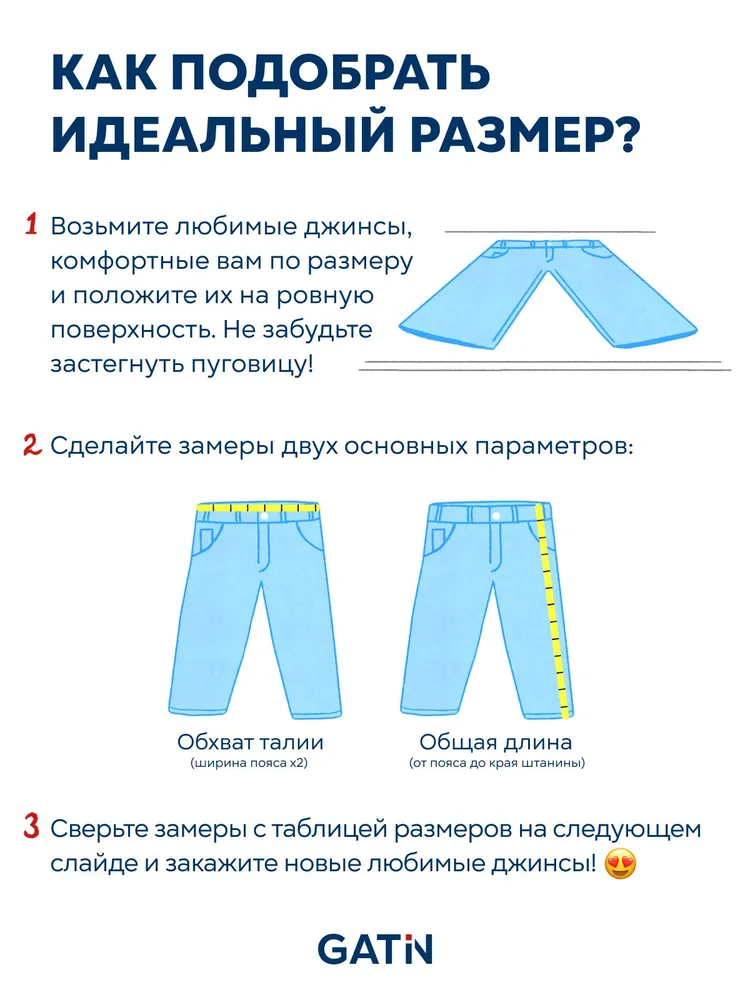 КАК ПОДОБРАТЬ
ИДЕАЛЬНЫЙ РАЗМЕР?
1 Возьмите любимые джинсы,
комфортные вам по размеру
и положите их на ровную
поверхность. Не забудьте
застегнуть пуговицу!
2 Сделайте замеры двух основных параметров:
Обхват талии
(ширина пояса х2)
Общая длина
(от пояса до края штанины)
3 Сверьте замеры с таблицей размеров на следующем
слайде и закажите новые любимые джинсы! 😍
GATiN